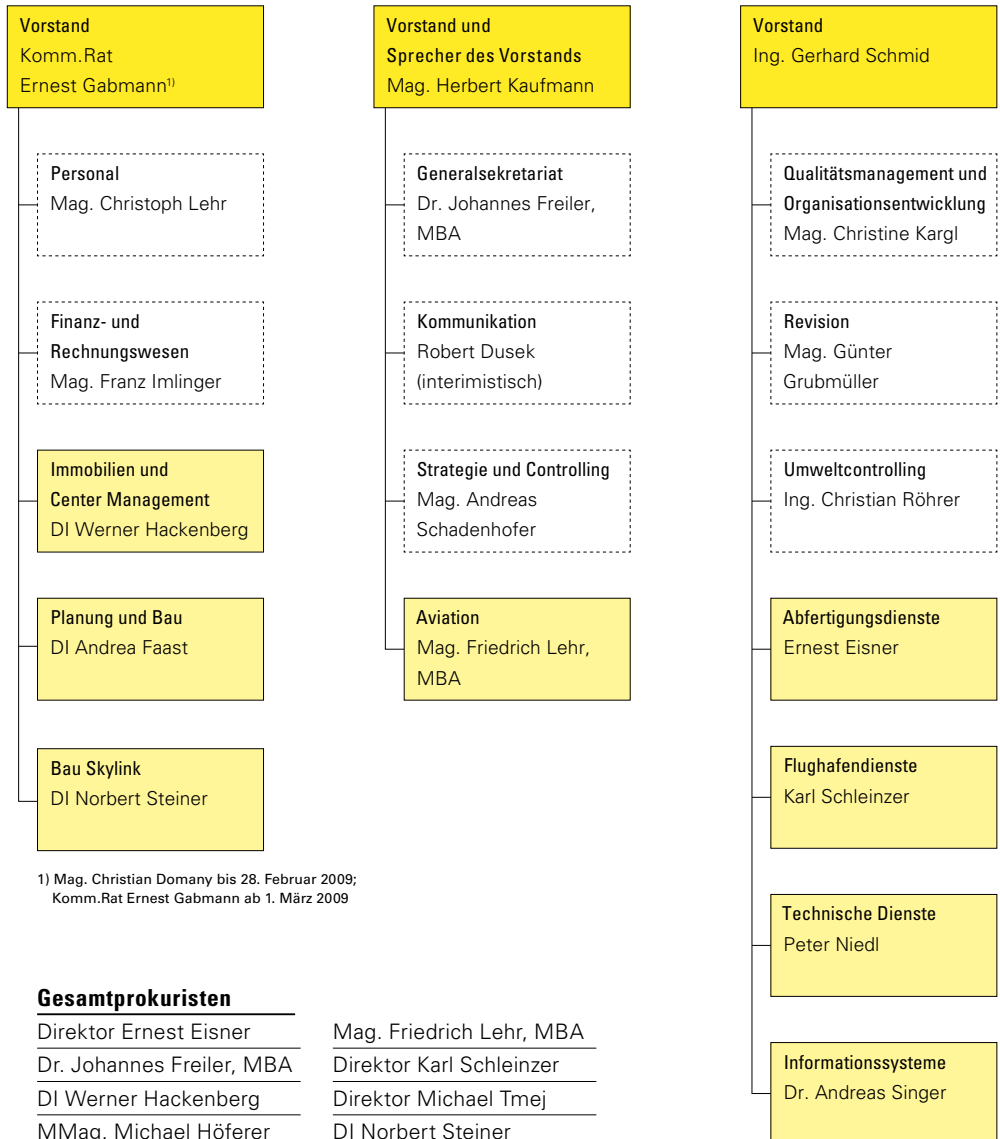 Vorstand
Komm.Rat
Ernest Gabmann1)
Personal
Mag. Christoph Lehr
Finanz- und
Rechnungswesen
Mag. Franz Imlinger
Immobilien und
Center Management
DI Werner Hackenberg
Planung und Bau
DI Andrea Faast
Bau Skylink
DI Norbert Steiner
1) Mag. Christian Domany bis 28. Februar 2009;
Komm.Rat Ernest Gabmann ab 1. März 2009
Vorstand und
Sprecher des Vorstands
Mag. Herbert Kaufmann
Generalsekretariat
Dr. Johannes Freiler,
MBA
Kommunikation
Robert Dusek
(interimistisch)
Strategie und Controlling
Mag. Andreas
Schadenhofer
Aviation
Mag. Friedrich Lehr,
MBA
Vorstand
Ing. Gerhard Schmid
Qualitätsmanagement und
Organisationsentwicklung
Mag. Christine Kargl
Revision
Mag. Günter
Grubmüller
Umweltcontrolling
Ing. Christian Röhrer
Abfertigungsdienste
Ernest Eisner
Flughafendienste
Karl Schleinzer
Technische Dienste
Peter Niedl
Informationssysteme
Dr. Andreas Singer
Gesamtprokuristen
Direktor Ernest Eisner
Dr. Johannes Freiler, MBA
DI Werner Hackenberg
MMag. Michael Höferer
Mag. Friedrich Lehr, MBA
Direktor Karl Schleinzer
Direktor Michael Tmej
DI Norbert Steiner